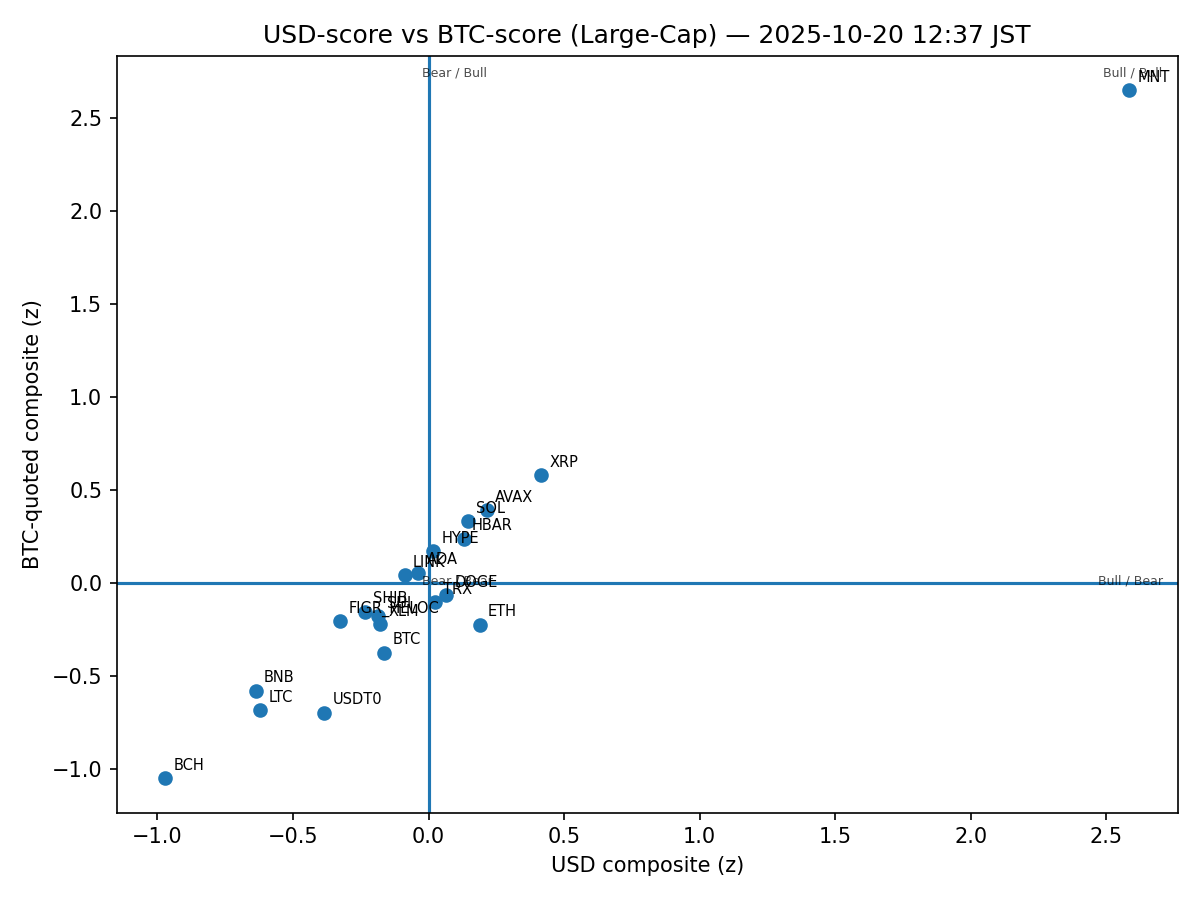 USD-score vs BTC-score (Large-Cap) — 2025-10-20 12:37 JST
Bear / Bull
Bull / Bull
MNT
2.5
2.0
1.5
1.0
0.5
0.0
−0.5
−1.0
BTC-quoted composite (z)
XRP
AVAX
SOL
HBAR
HYPE
ADA
LINK
Bear / Bear
DOGE
Bull / Bear
TRX
SHIB
FIGR_HELOC
XLM
ETH
BTC
BNB
LTC
USDT0
BCH
−1.0
−0.5
0.0
0.5
1.0
1.5
2.0
2.5
USD composite (z)